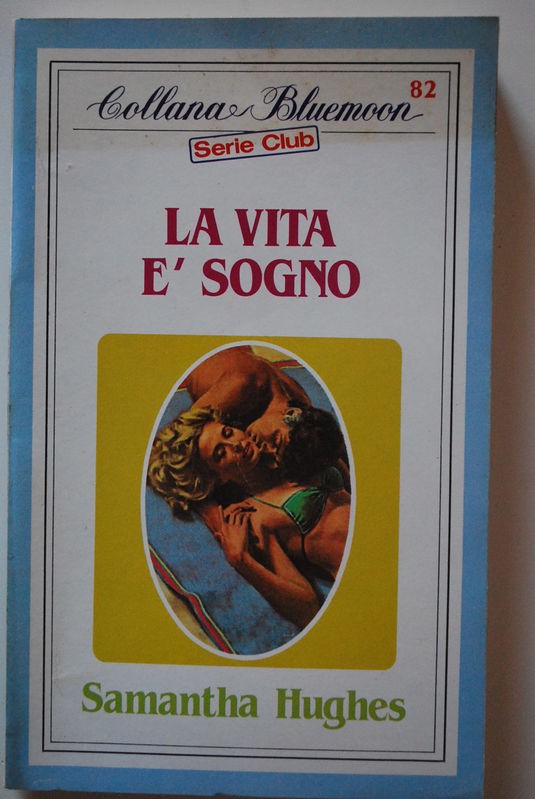 Collana Bluemoon 82
Serie Club
LA VITA
E' SOGNO
Samantha Hughes